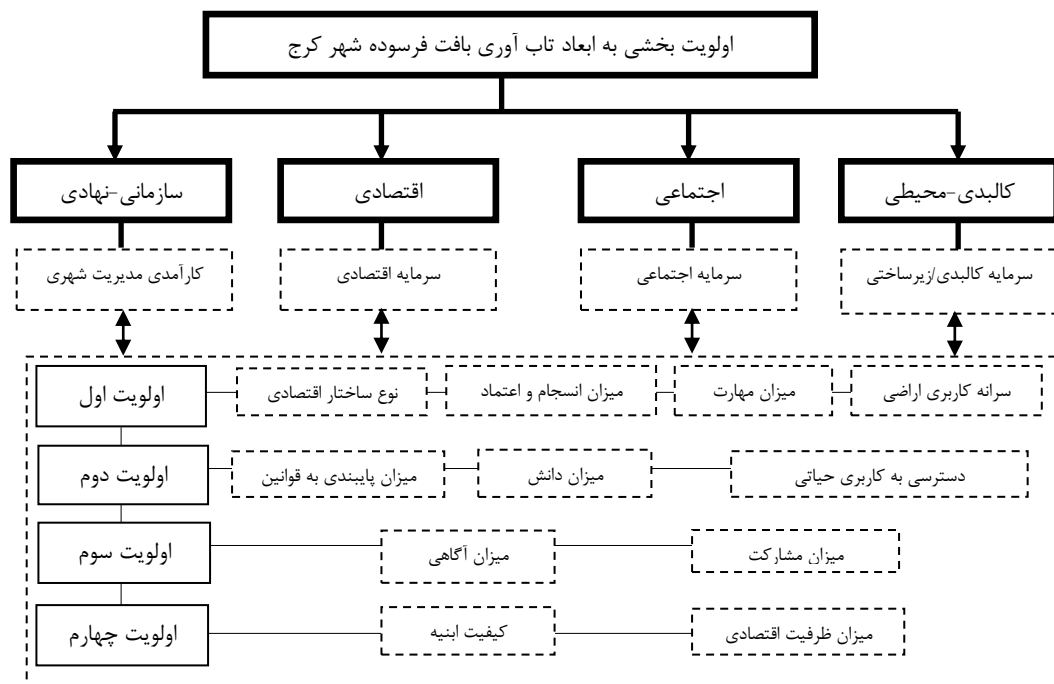 اولویت بخشی به ابعاد تاب آوری بافت فرسوده شهر کرج
کالبدی-محیطی
اجتماعی
اقتصادی
سازمانی-نهادی
سرمایه کالبدی/زیرساختی
سرمایه اجتماعی
سرمایه اقتصادی
کارآمدی مدیریت شهری
سرانه کاربری اراضی
میزان مهارت
میزان انسجام و اعتماد
نوع ساختار اقتصادی
اولویت اول
دسترسی به کاربری حیاتی
میزان دانش
میزان پایبندی به قوانین
اولویت دوم
میزان مشارکت
میزان آگاهی
اولویت سوم
میزان ظرفیت اقتصادی
کیفیت ابنیه
اولویت چهارم